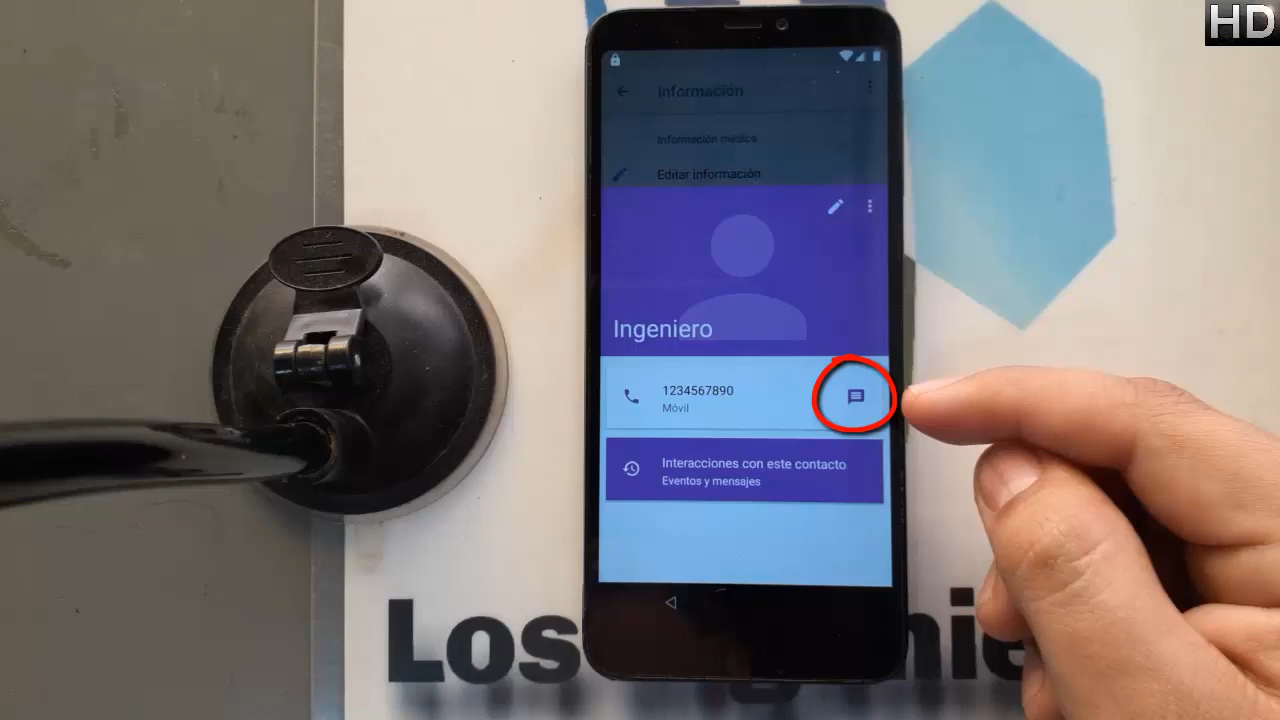 HD
Información
Información médica
Editar información
Ingeniero
1234567890
Móvil
Interacciones con este contacto
Eventos y mensajes
Los